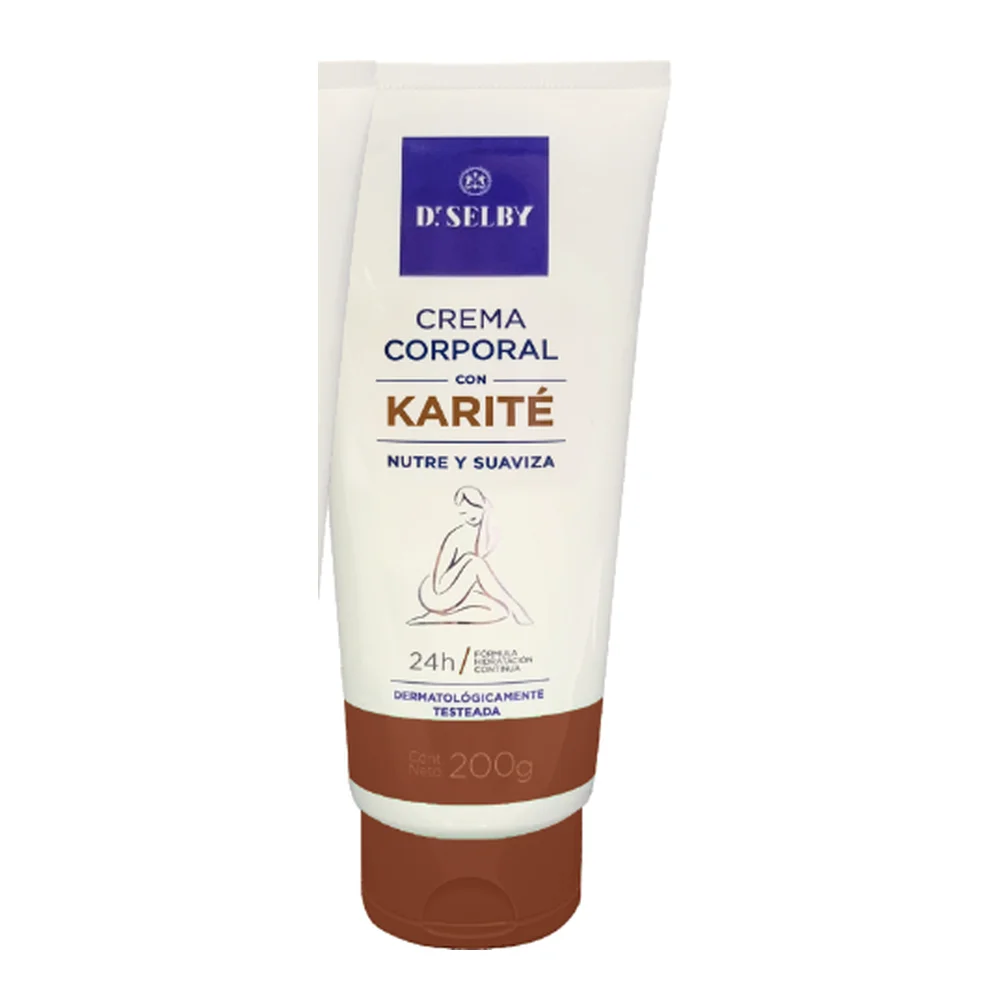 Dr. SELBY
CREMA
CORPORAL
CON
KARITÉ
NUTRE Y SUAVIZA
24h / FÓRMULA
HIDRATACIÓN
CONTINUA
DERMATOLÓGICAMENTE
TESTEADA
Cont.
Neto 200g